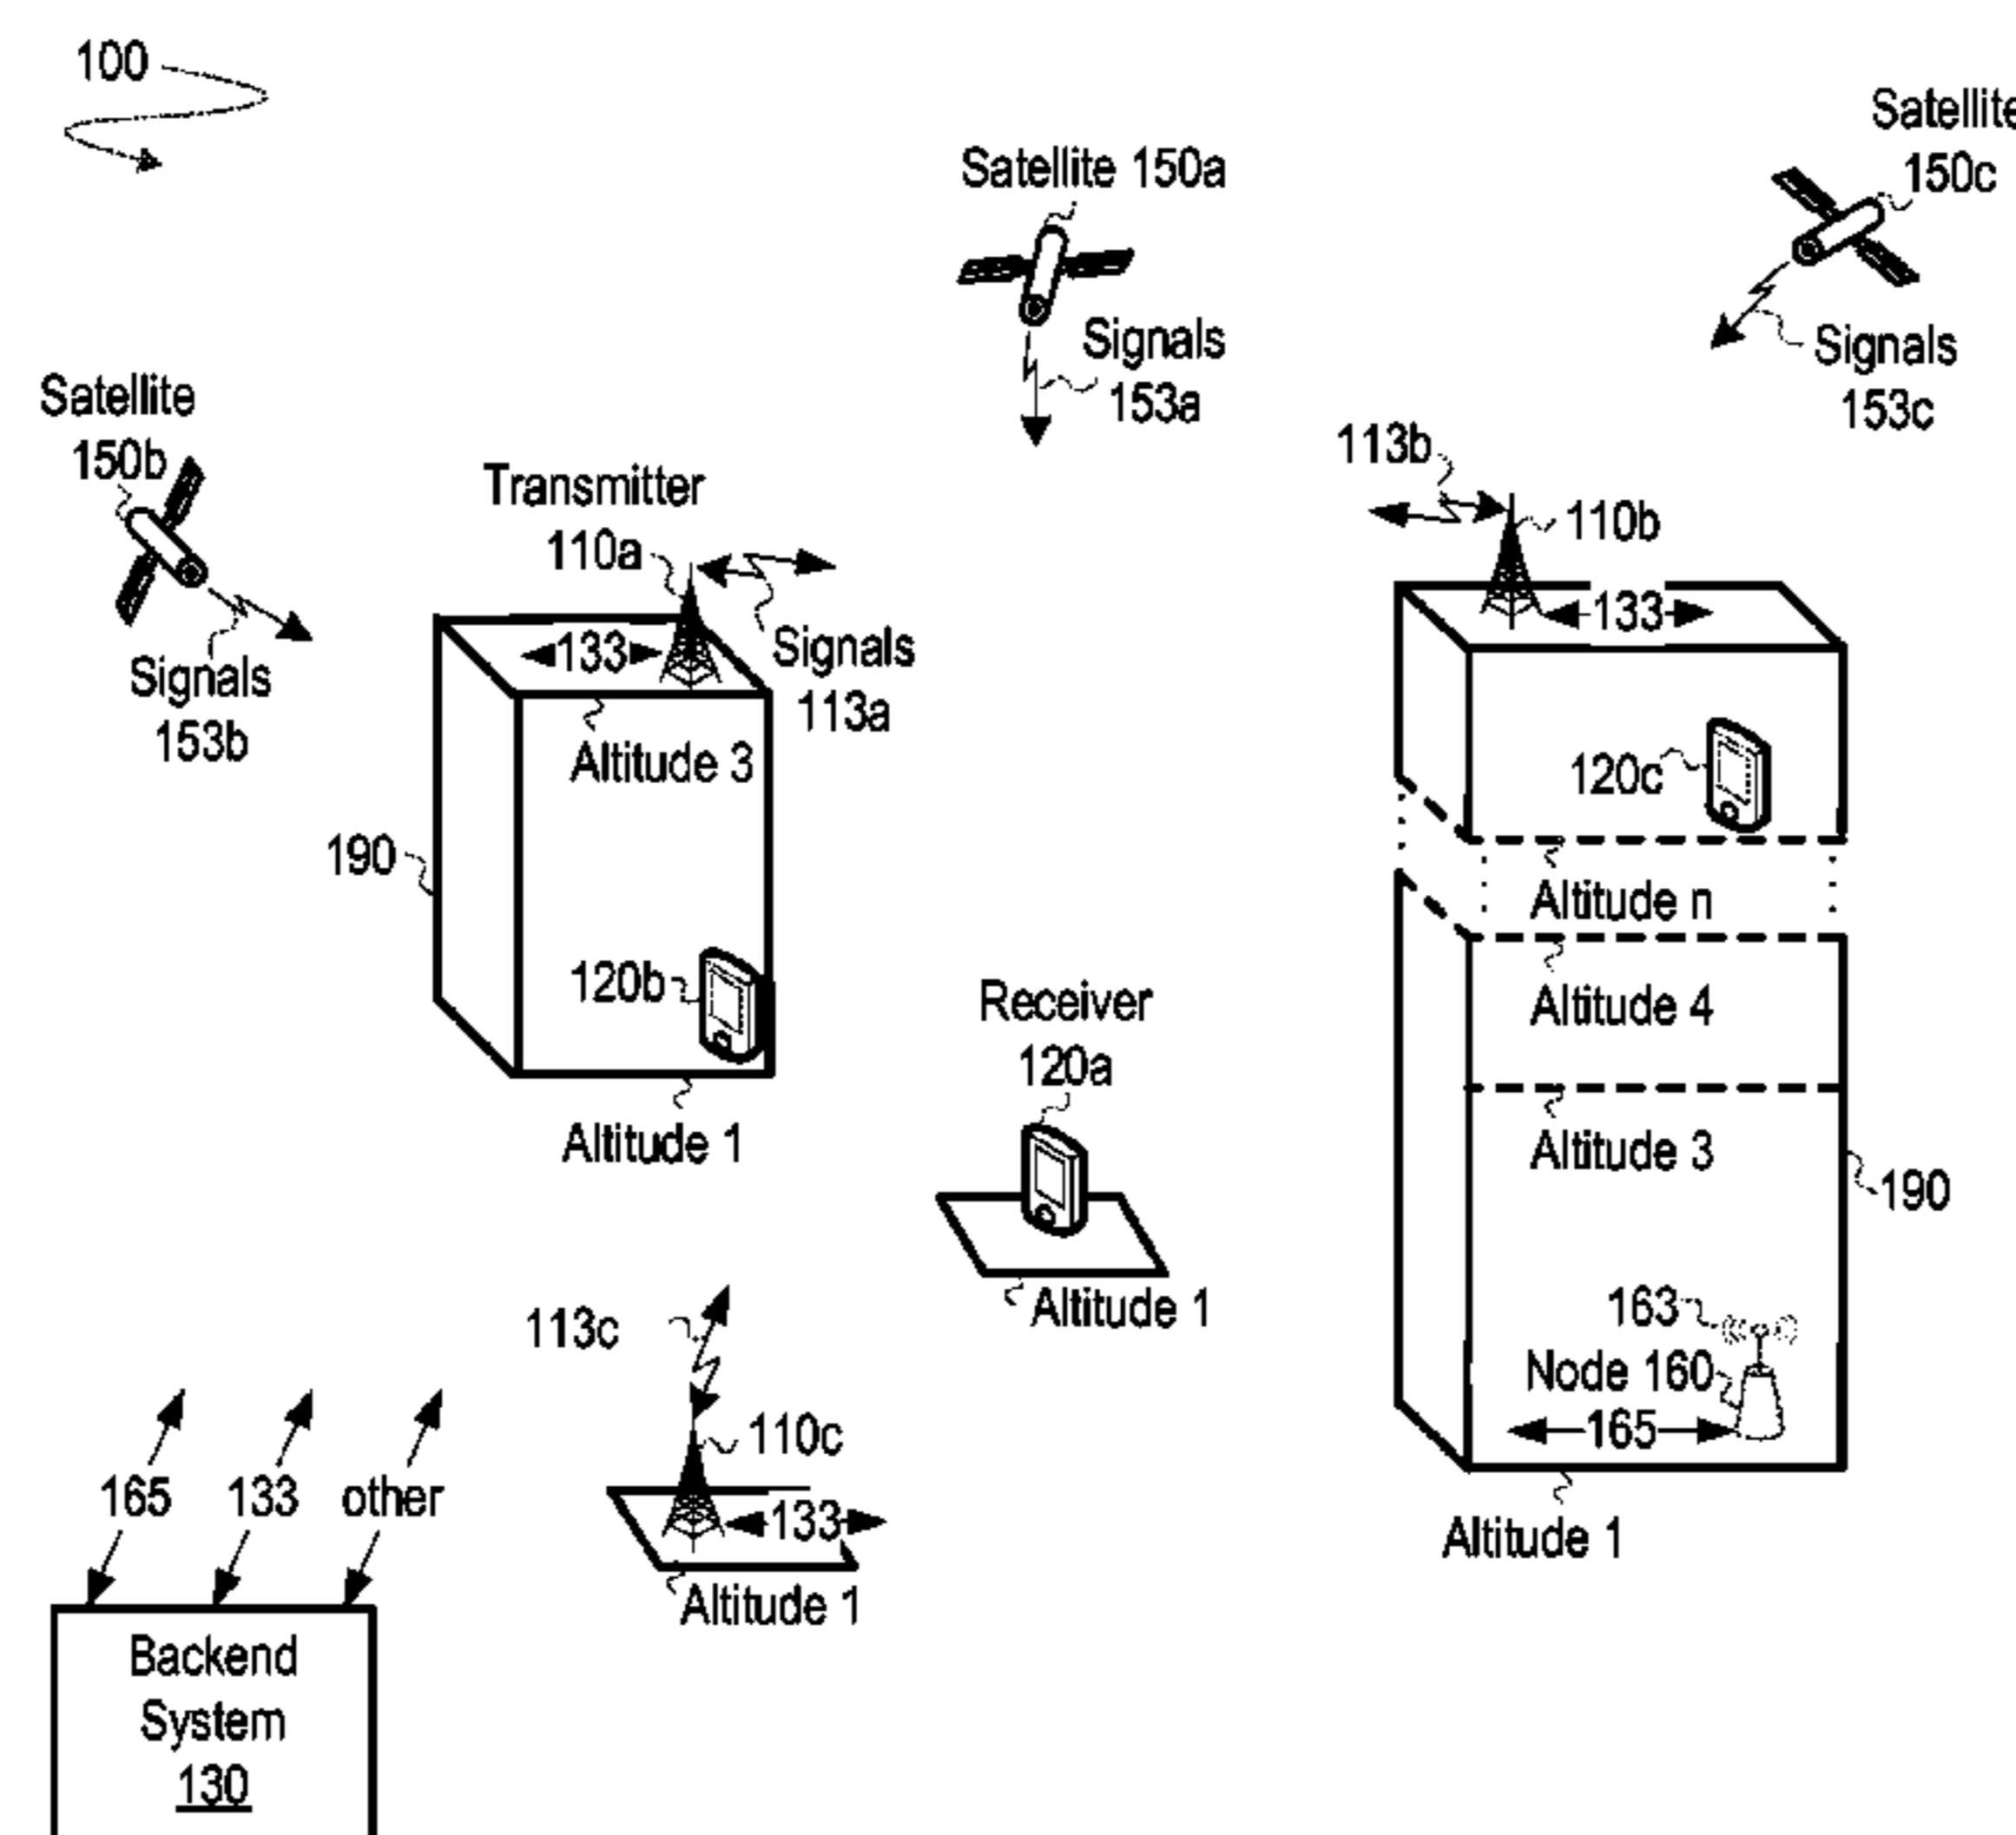 100
Satellite
150c
Satellite 150a
Signals
153a
Signals
153c
Satellite
150b
Signals
153b
Transmitter
110a
Signals
113a
133
Altitude 3
113b
110b
133
120c
190
120b
Altitude 1
Altitude n
Altitude 4
Altitude 3
190
Receiver
120a
Altitude 1
163
Node 160
165
Altitude 1
113c
110c
133
Altitude 1
165
133
other
Backend
System
130